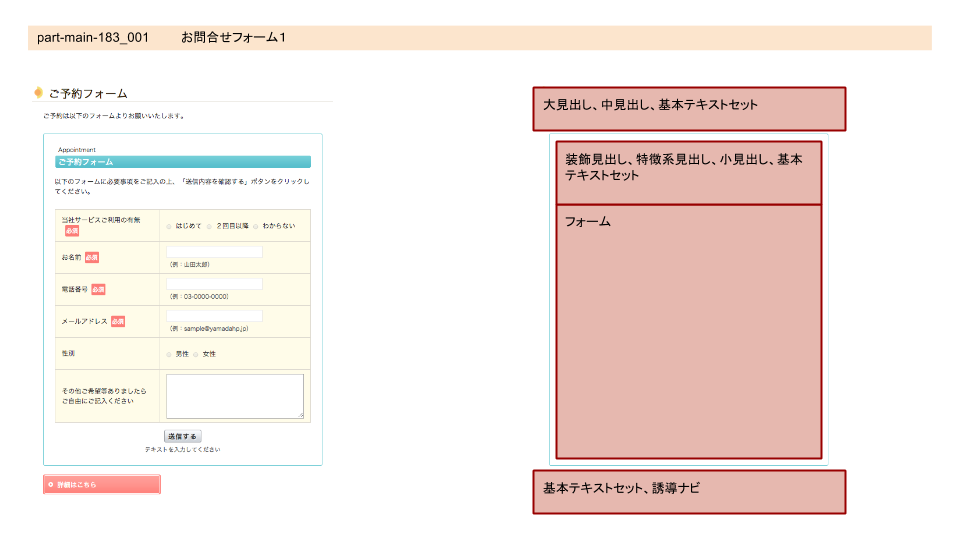 part-main-183_001 お問合せフォーム1
ご予約フォーム
ご予約は以下のフォームよりお願いいたします。
Appointment
ご予約フォーム
以下のフォームに必要事項をご記入の上、「送信内容を確認する」ボタンをクリックし
てください。
当社サービスご利用の有無
必須
はじめて 2回目以降 わからない
お名前 必須
(例:山田太郎)
電話番号 必須
(例:03-0000-0000)
メールアドレス 必須
(例:sample@yamadahp.jp)
性別
男性 女性
その他ご希望等ありましたら
ご自由にご記入ください
送信する
テキストを入力してください
詳細はこちら
大見出し、中見出し、基本テキストセット
装飾見出し、特徴系見出し、小見出し、基本
テキストセット
フォーム
基本テキストセット、誘導ナビ